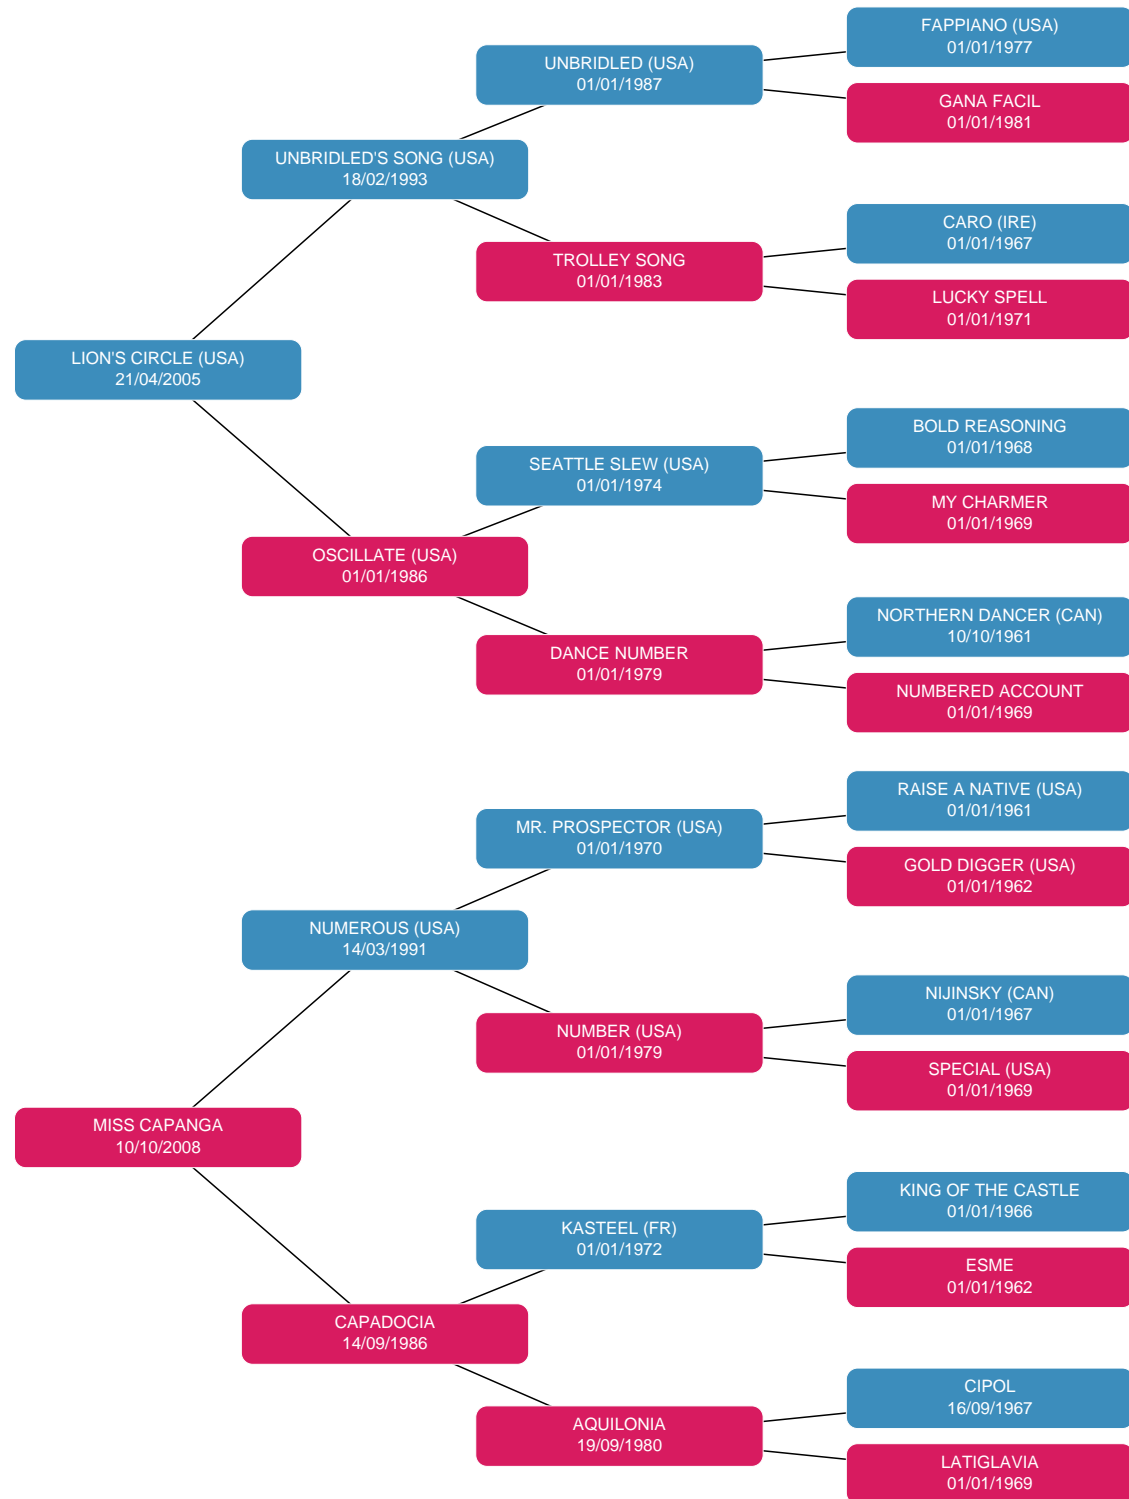 FAPPIANO (USA)
01/01/1977
UNBRIDLED (USA)
01/01/1987
GANA FACIL
01/01/1981
UNBRIDLED'S SONG (USA)
18/02/1993
CARO (IRE)
01/01/1967
TROLLEY SONG
01/01/1983
LUCKY SPELL
01/01/1971
LION'S CIRCLE (USA)
21/04/2005
BOLD REASONING
01/01/1968
SEATTLE SLEW (USA)
01/01/1974
MY CHARMER
01/01/1969
OSCILLATE (USA)
01/01/1986
NORTHERN DANCER (CAN)
10/10/1961
DANCE NUMBER
01/01/1979
NUMBERED ACCOUNT
01/01/1969
RAISE A NATIVE (USA)
01/01/1961
MR. PROSPECTOR (USA)
01/01/1970
GOLD DIGGER (USA)
01/01/1962
NUMEROUS (USA)
14/03/1991
NIJINSKY (CAN)
01/01/1967
NUMBER (USA)
01/01/1979
SPECIAL (USA)
01/01/1969
MISS CAPANGA
10/10/2008
KING OF THE CASTLE
01/01/1966
KASTEEL (FR)
01/01/1972
ESME
01/01/1962
CAPADOCIA
14/09/1986
CIPOL
16/09/1967
AQUILONIA
19/09/1980
LATIGLAVIA
01/01/1969